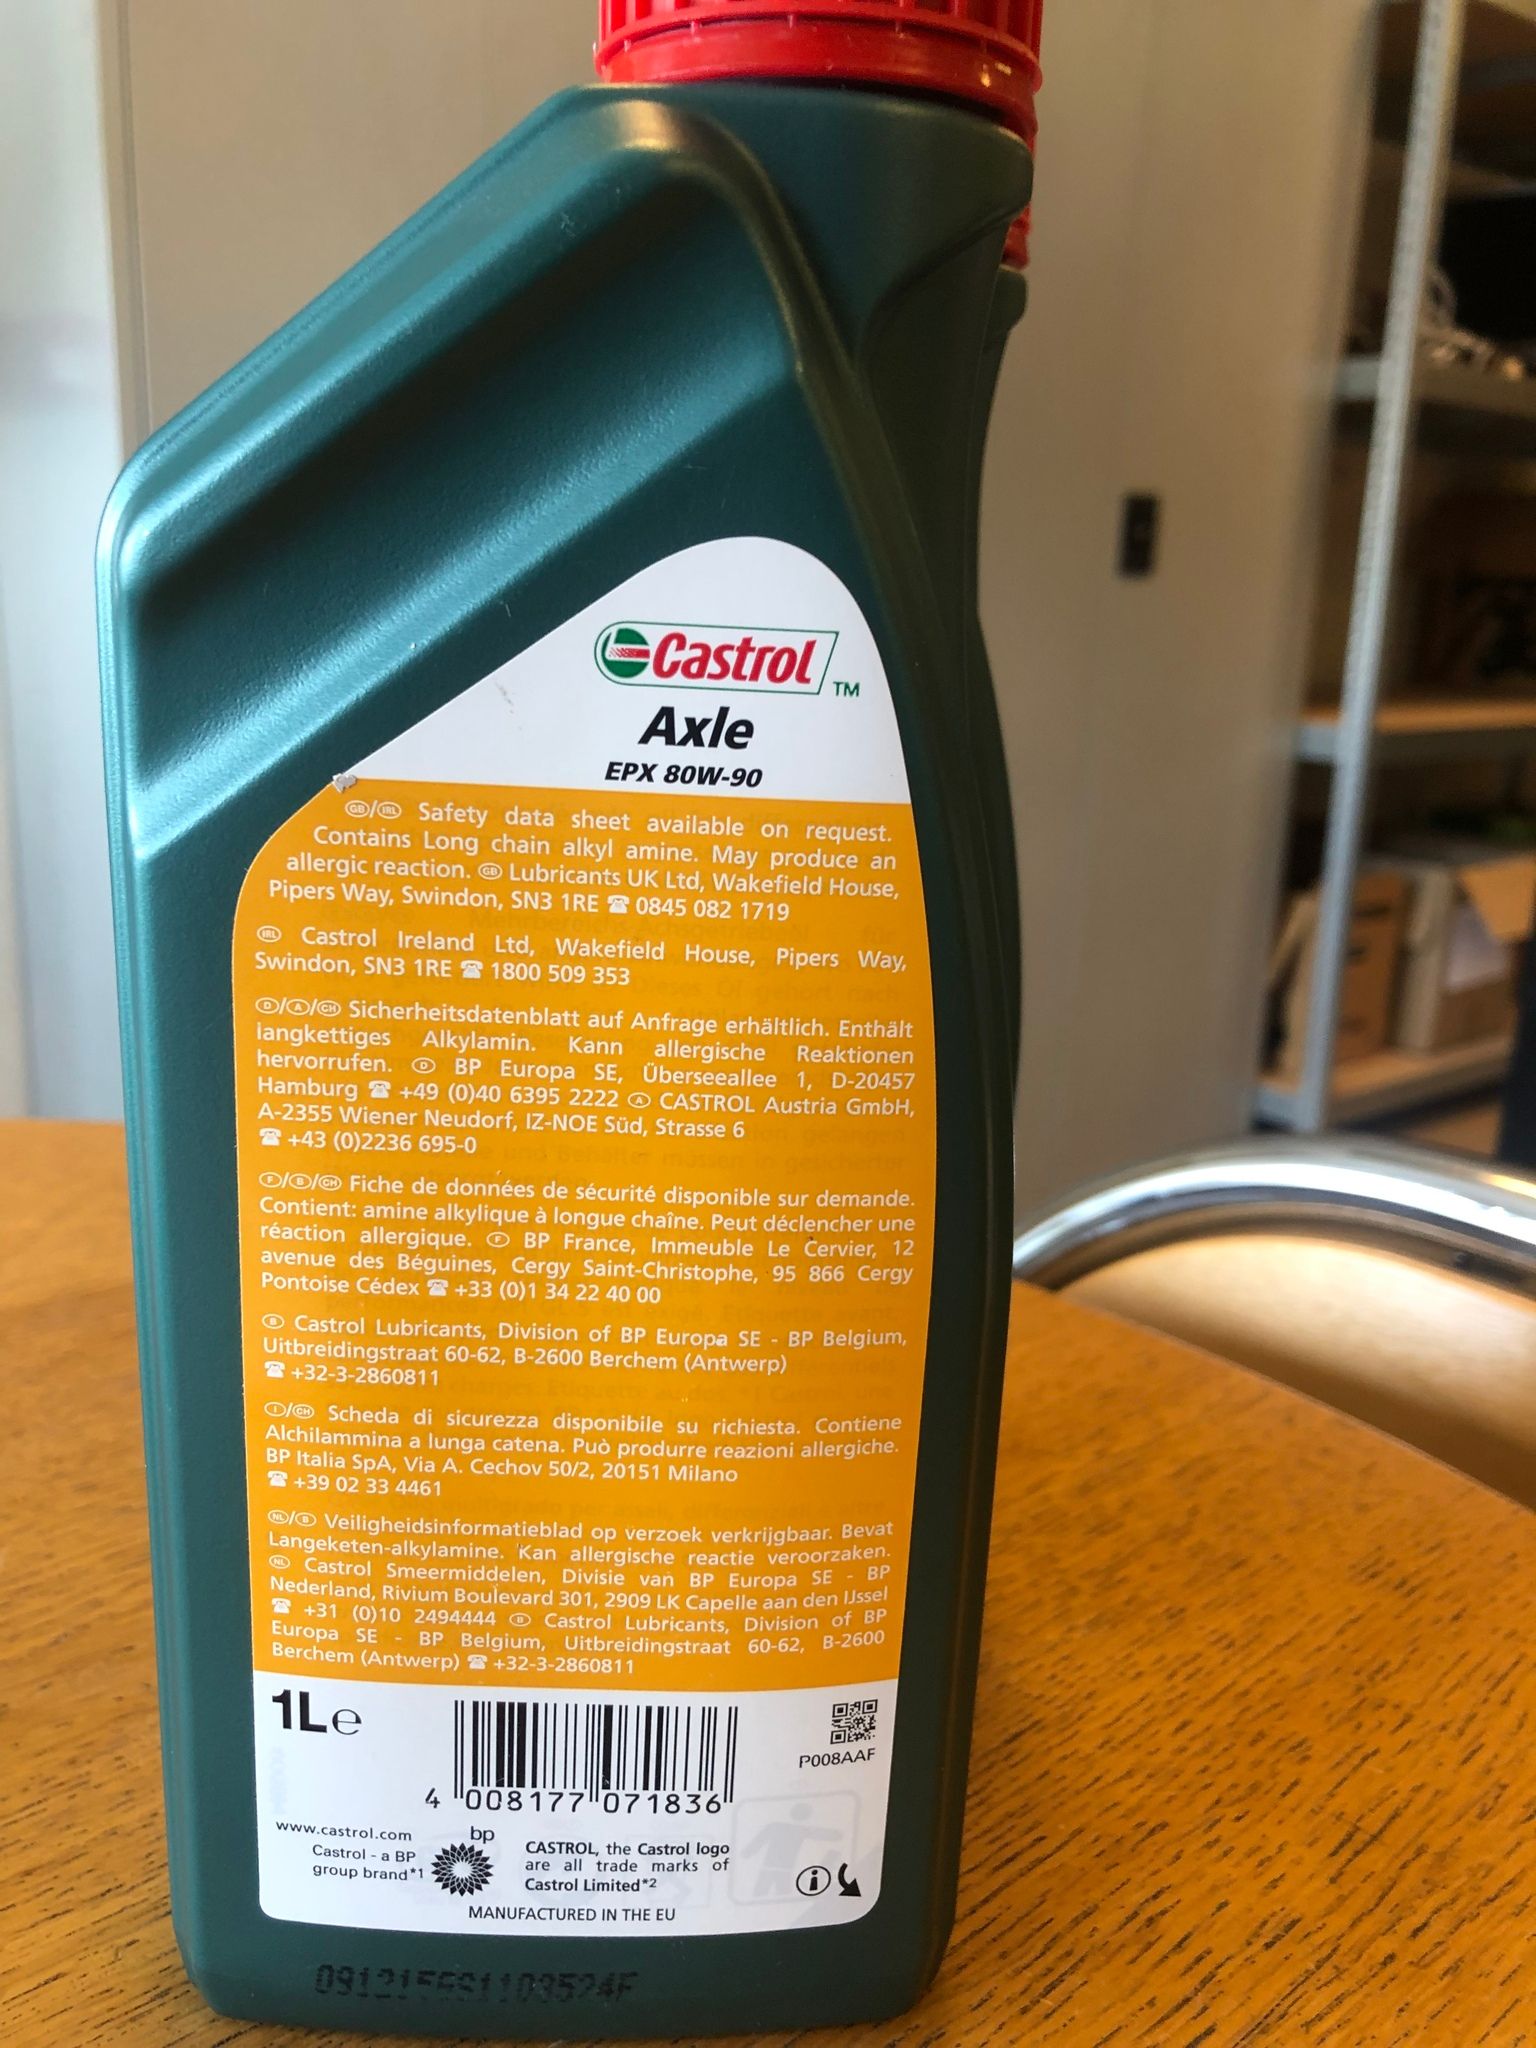 Castrol TM
Axle
EPX 80W-90
GB/IRL Safety data sheet available on request.
Contains Long chain alkyl amine. May produce an
allergic reaction. GB Lubricants UK Ltd, Wakefield House,
Pipers Way, Swindon, SN3 1RE ☎ 0845 082 1719
IRL Castrol Ireland Ltd, Wakefield House, Pipers Way,
Swindon, SN3 1RE ☎ 1800 509 353
D/A/CH Sicherheitsdatenblatt auf Anfrage erhältlich. Enthält
langkettiges Alkylamin. Kann allergische Reaktionen
hervorrufen. D BP Europa SE, Überseeallee 1, D-20457
Hamburg ☎ +49 (0)40 6395 2222 A CASTROL Austria GmbH,
A-2355 Wiener Neudorf, IZ-NOE Süd, Strasse 6
☎ +43 (0)2236 695-0
F/B/CH Fiche de données de sécurité disponible sur demande.
Contient: amine alkylique à longue chaîne. Peut déclencher une
réaction allergique. F BP France, Immeuble Le Cervier, 12
avenue des Béguines, Cergy Saint-Christophe, 95 866 Cergy
Pontoise Cédex ☎ +33 (0)1 34 22 40 00
B Castrol Lubricants, Division of BP Europa SE - BP Belgium,
Uitbreidingstraat 60-62, B-2600 Berchem (Antwerp)
☎ +32-3-2860811
I/CH Scheda di sicurezza disponibile su richiesta. Contiene
Alchilammina a lunga catena. Può produrre reazioni allergiche.
BP Italia SpA, Via A. Cechov 50/2, 20151 Milano
☎ +39 02 33 4461
NL/B Veiligheidsinformatieblad op verzoek verkrijgbaar. Bevat
Langeketen-alkylamine. Kan allergische reactie veroorzaken.
NL Castrol Smeermiddelen, Divisie van BP Europa SE - BP
Nederland, Rivium Boulevard 301, 2909 LK Capelle aan den IJssel
☎ +31 (0)10 2494444 B Castrol Lubricants, Division of BP
Europa SE - BP Belgium, Uitbreidingstraat 60-62, B-2600
Berchem (Antwerp) ☎ +32-3-2860811
1L e
P008AAF
4 008177 071836
www.castrol.com
Castrol - a BP
group brand*1
bp
CASTROL, the Castrol logo
are all trade marks of
Castrol Limited*2
MANUFACTURED IN THE EU